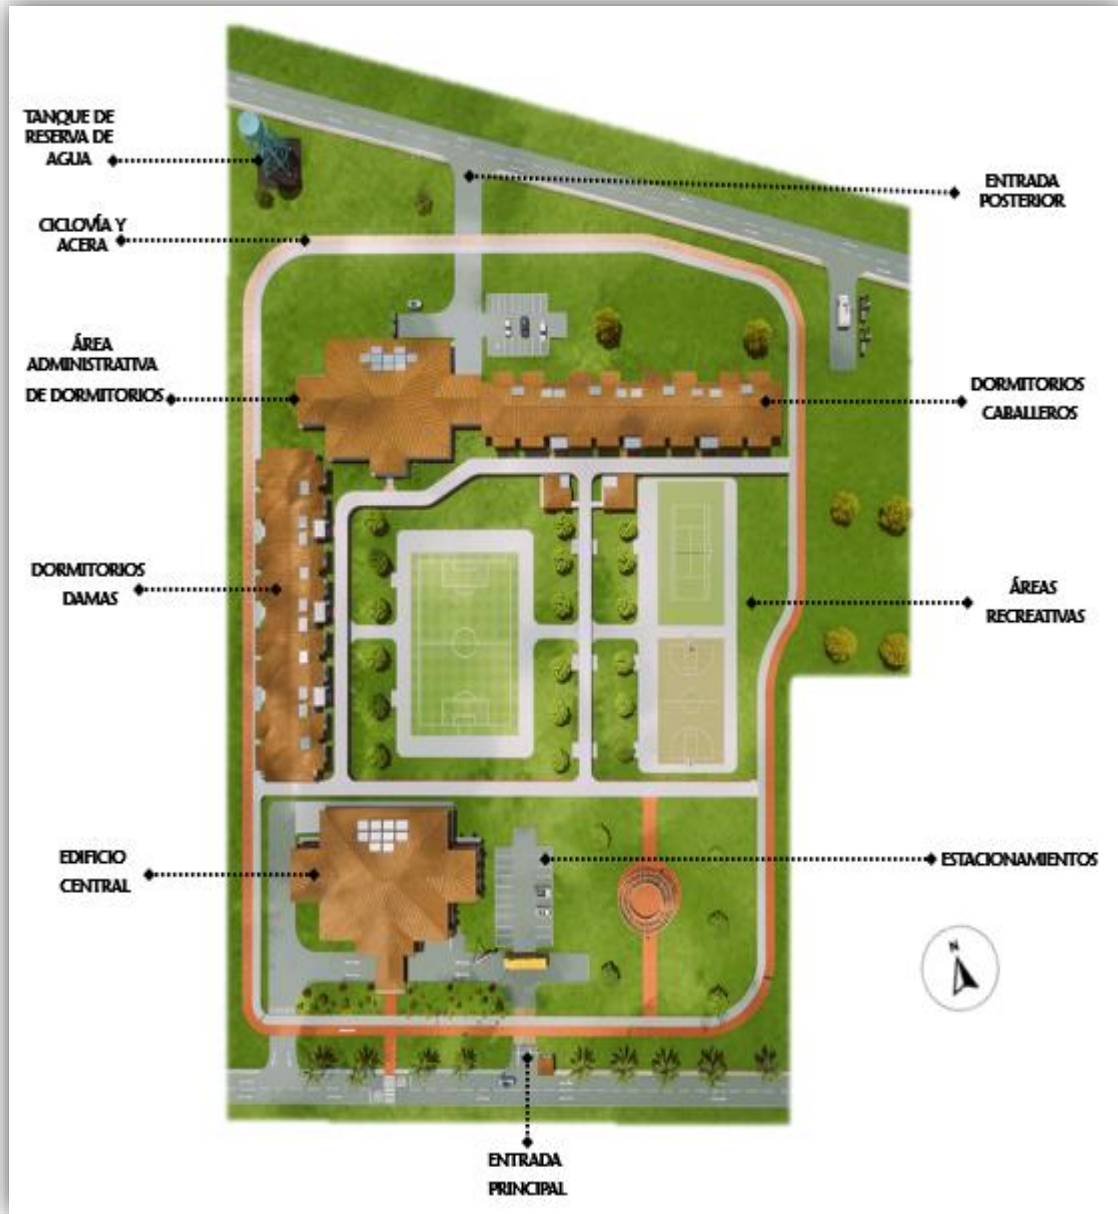 TANQUE DE
RESERVA DE
AGUA
CICLOVÍA Y
ACERA
ÁREA
ADMINISTRATIVA
DE DORMITORIOS
DORMITORIOS
DAMAS
EDIFICIO
CENTRAL
ENTRADA
POSTERIOR
DORMITORIOS
CABALLEROS
ÁREAS
RECREATIVAS
ESTACIONAMIENTOS
N
ENTRADA
PRINCIPAL